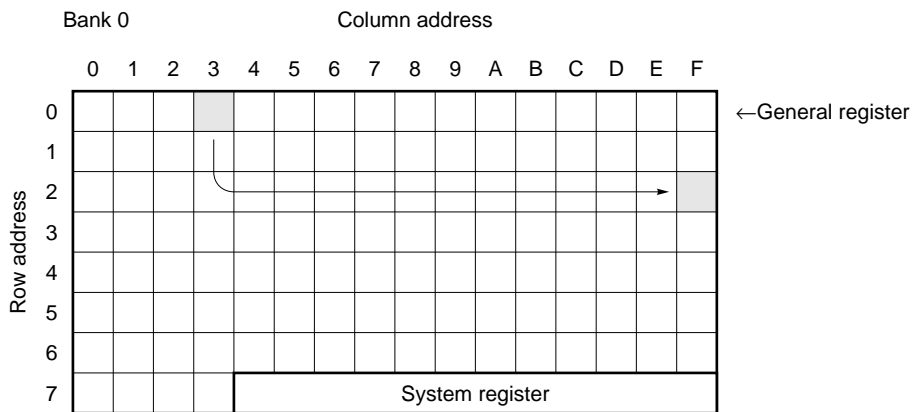 Bank 0
Column address
0 1 2 3 4 5 6 7 8 9 A B C D E F
0
←General register
1
2
3
4
5
6
7
System register
Row address